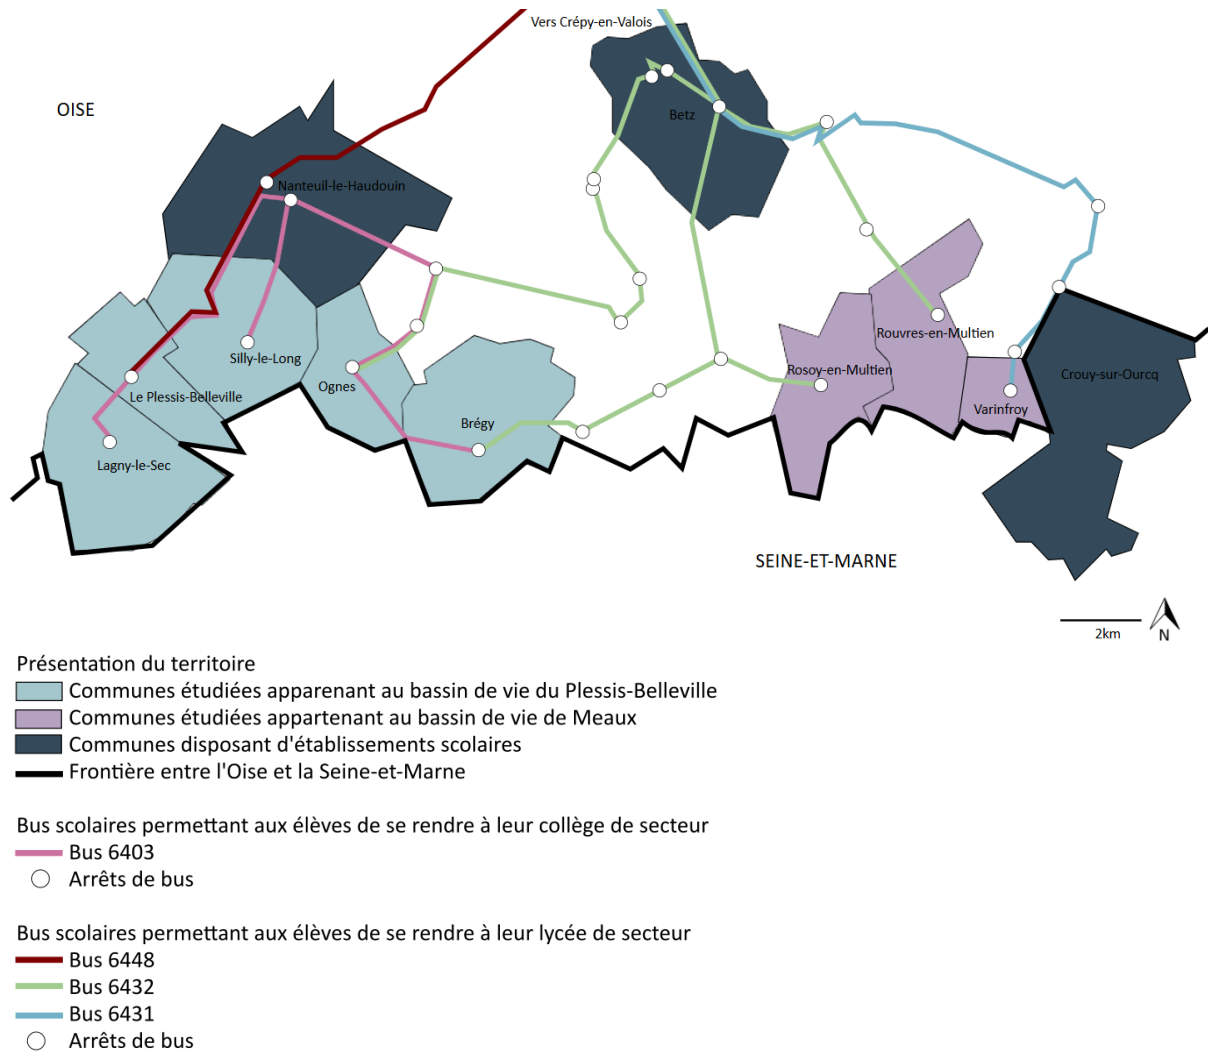 Vers Crépy-en-Valois
OISE
Betz
Nanteuil-le-Haudouin
Silly-le-Long
Rouvres-en-Multien
Ognes
Rosoy-en-Multien
Crouy-sur-Ourcq
Le Plessis-Belleville
Varinfroy
Brégy
Lagny-le-Sec
SEINE-ET-MARNE
2km
N
Présentation du territoire
Communes étudiées apparenant au bassin de vie du Plessis-Belleville
Communes étudiées appartenant au bassin de vie de Meaux
Communes disposant d'établissements scolaires
Frontière entre l'Oise et la Seine-et-Marne
Bus scolaires permettant aux élèves de se rendre à leur collège de secteur
Bus 6403
Arrêts de bus
Bus scolaires permettant aux élèves de se rendre à leur lycée de secteur
Bus 6448
Bus 6432
Bus 6431
Arrêts de bus